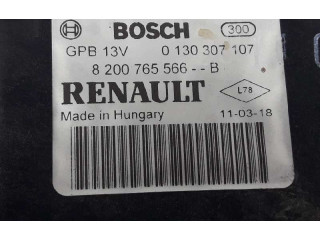 BOSCH 300
GPB 13V 0 130 307 107
8 200 765 566 -- B
RENAULT L78
Made in Hungary 11-03-18